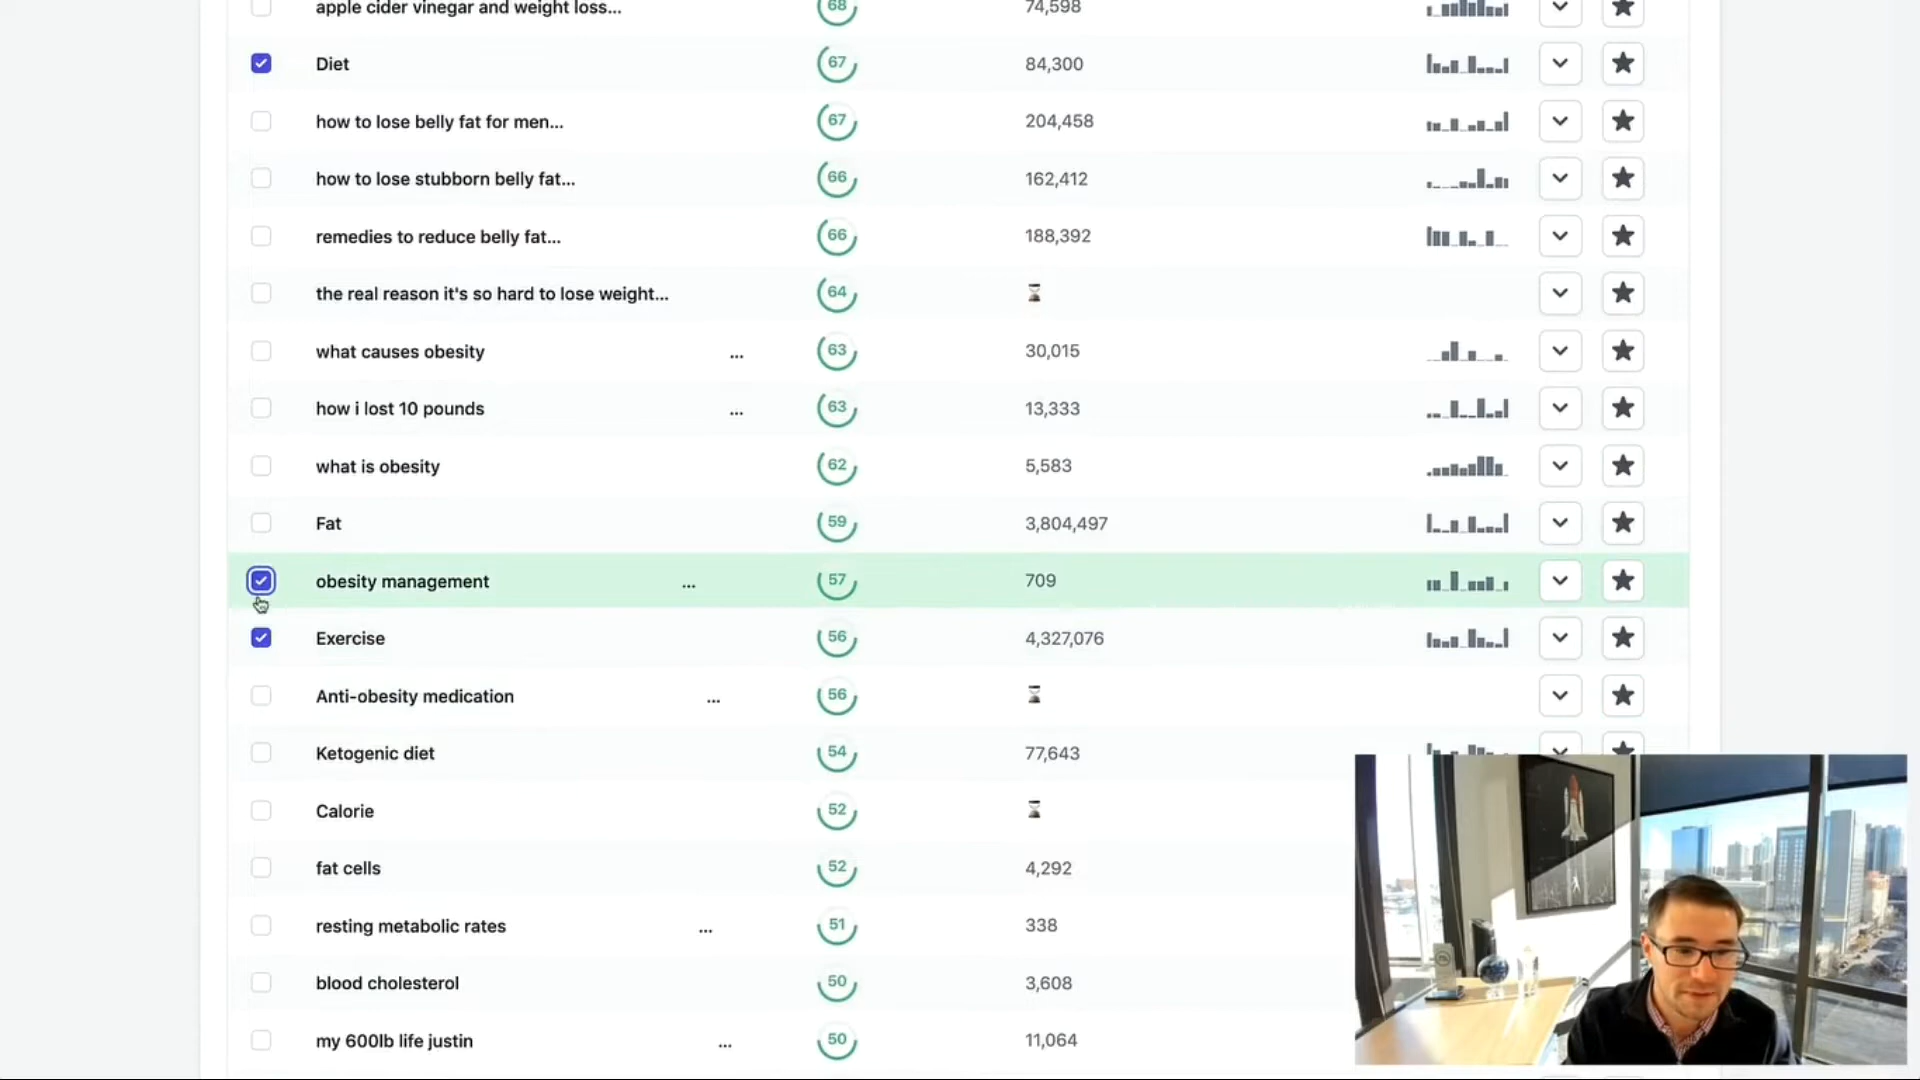 apple cider vinegar and weight loss... 68 74,598
Diet 67 84,300
how to lose belly fat for men... 67 204,458
how to lose stubborn belly fat... 66 162,412
remedies to reduce belly fat... 66 188,392
the real reason it's so hard to lose weight... 64
what causes obesity ... 63 30,015
how i lost 10 pounds ... 63 13,333
what is obesity 62 5,583
Fat 59 3,804,497
obesity management ... 57 709
Exercise 56 4,327,076
Anti-obesity medication ... 56
Ketogenic diet 54 77,643
Calorie 52
fat cells 52 4,292
resting metabolic rates ... 51 338
blood cholesterol 50 3,608
my 600lb life justin ... 50 11,064